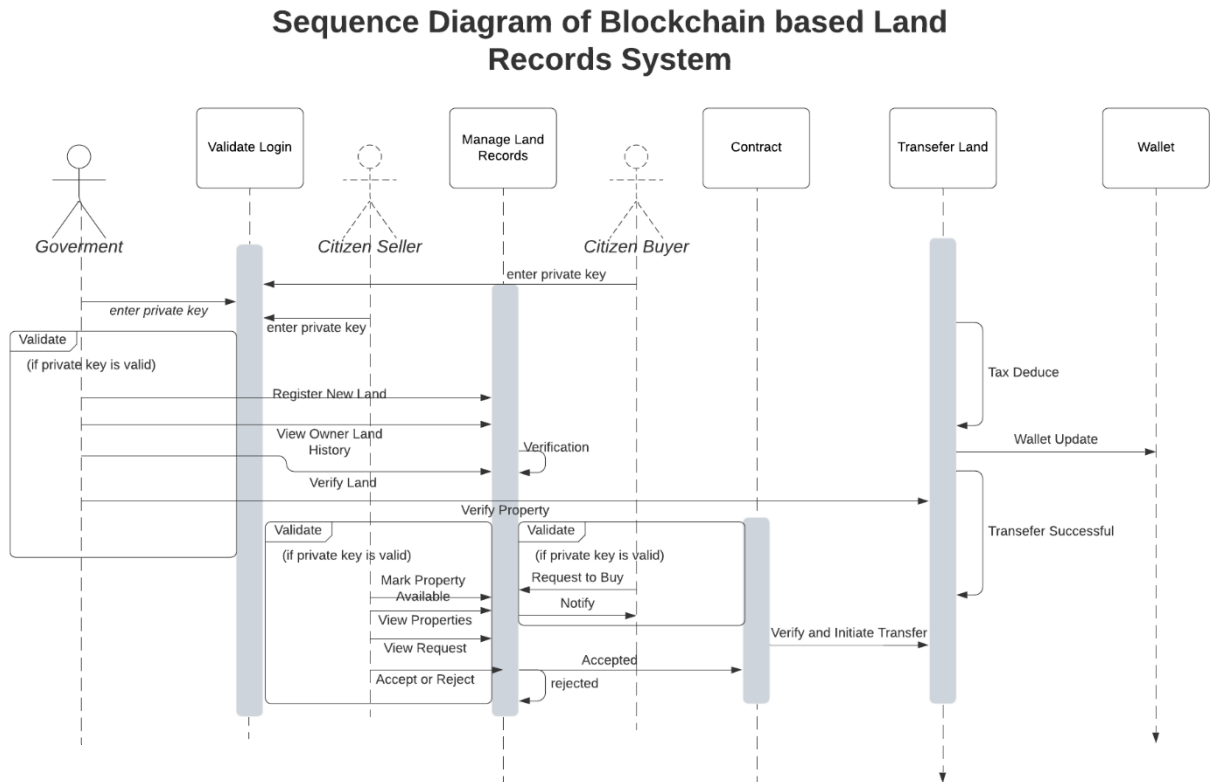 Sequence Diagram of Blockchain based Land
Records System
Validate Login
Manage Land
Records
Contract
Transefer Land
Wallet
Goverment
Citizen Seller
Citizen Buyer
enter private key
enter private key
enter private key
Validate
(if private key is valid)
Tax Deduce
Register New Land
View Owner Land
History
Verification
Wallet Update
Verify Land
Verify Property
Validate
(if private key is valid)
Validate
(if private key is valid)
Transefer Successful
Mark Property
Available
Request to Buy
Notify
View Properties
Verify and Initiate Transfer
View Request
Accepted
Accept or Reject
rejected